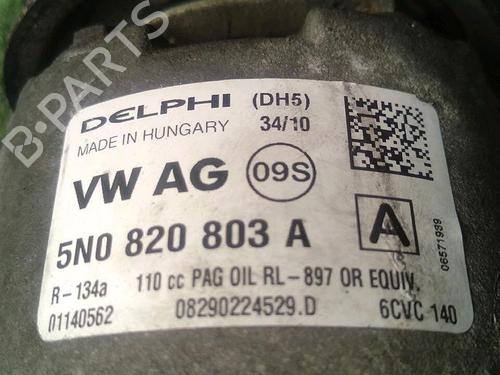 B-PARTS
DELPHI (DH5)
MADE IN HUNGARY 34/10
VW AG 09S
5N0 820 803 A A
06571939
R-134a 110 cc PAG OIL RL-897 OR EQUIV.
01140562 08290224529.D 6CVC 140